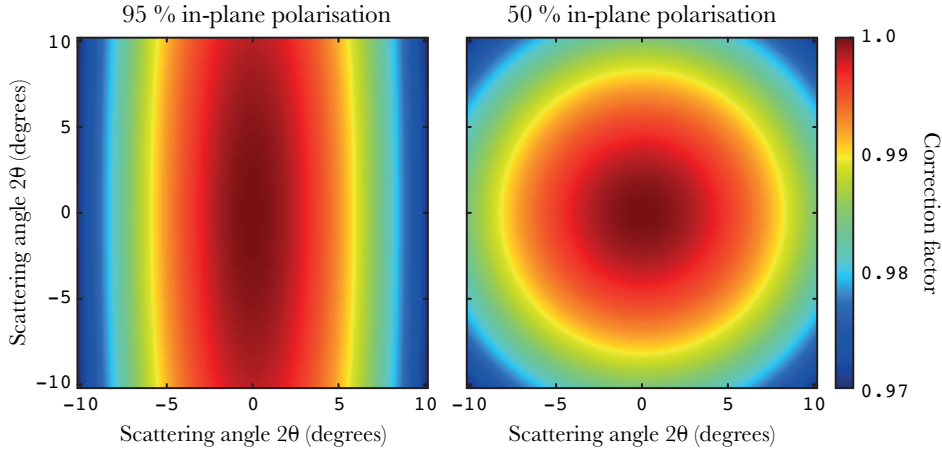 95 % in-plane polarisation
50 % in-plane polarisation
Scattering angle 2θ (degrees)
10
5
0
−5
−10
−10 −5 0 5 10
Scattering angle 2θ (degrees)
−10 −5 0 5 10
Scattering angle 2θ (degrees)
1.0
0.99
0.98
0.97
Correction factor